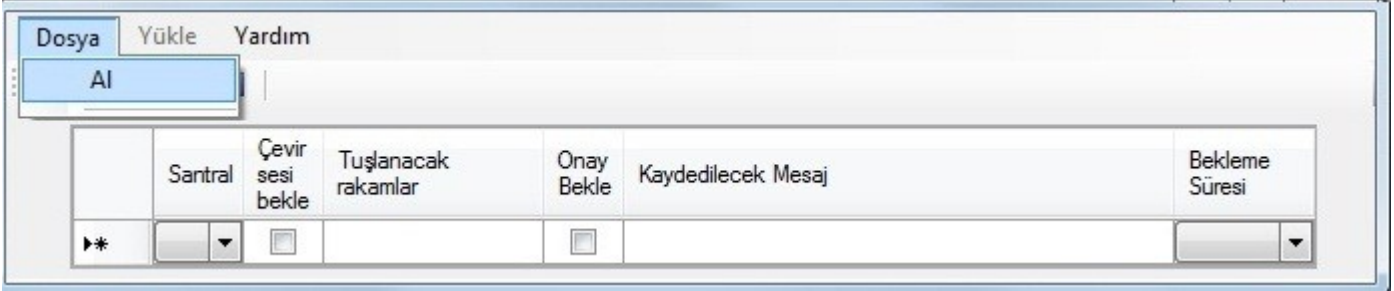 Dosya Yükle Yardım
Al
Santral Çevir sesi bekle Tuşlanacak rakamlar Onay Bekle Kaydedilecek Mesaj Bekleme Süresi